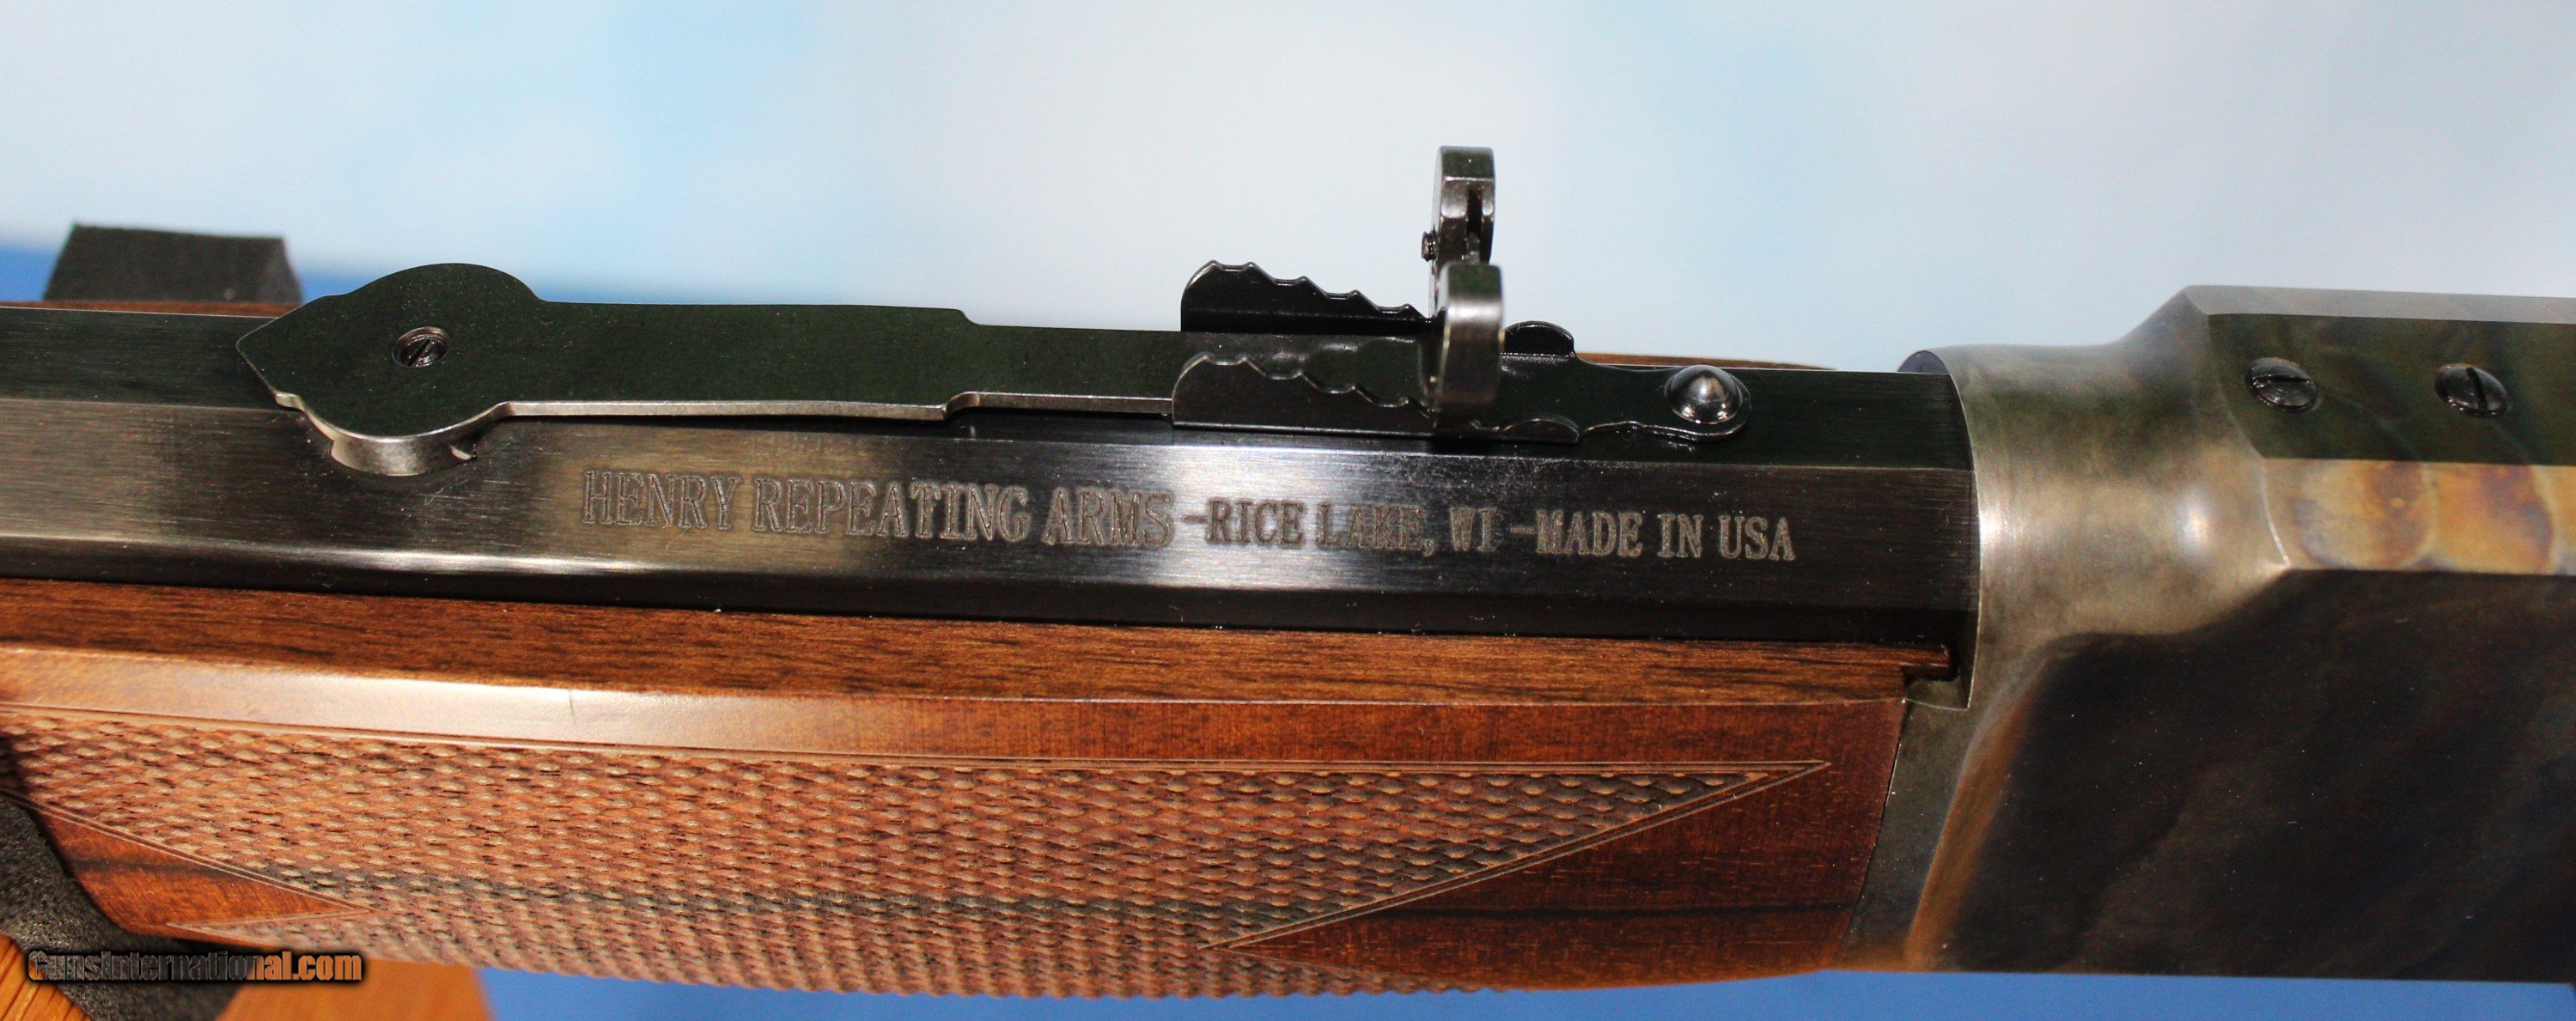 HENRY REPEATING ARMS -RICE LAKE, WI -MADE IN USA
GunsInternational.com